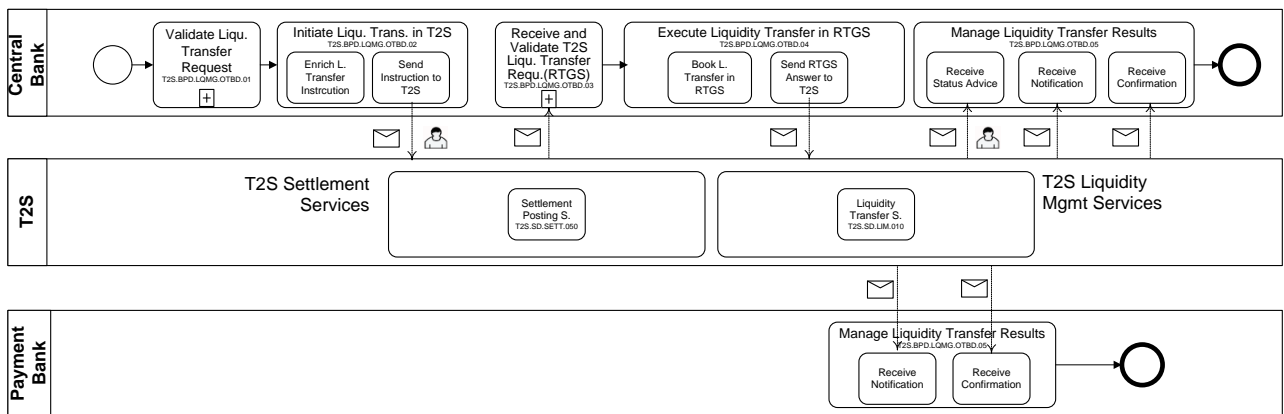 Central
Bank
Validate Liqu.
Transfer
Request
T2S.BPD.LQMG.OTBD.01
Initiate Liqu. Trans. in T2S
T2S.BPD.LQMG.OTBD.02
Enrich L.
Transfer
Instrcution
Send
Instruction to
T2S
Receive and
Validate T2S
Liqu. Transfer
Requ.(RTGS)
T2S.BPD.LQMG.OTBD.03
Execute Liquidity Transfer in RTGS
T2S.BPD.LQMG.OTBD.04
Book L.
Transfer in
RTGS
Send RTGS
Answer to
T2S
Manage Liquidity Transfer Results
T2S.BPD.LQMG.OTBD.05
Receive
Status Advice
Receive
Notification
Receive
Confirmation
T2S
T2S Settlement
Services
Settlement
Posting S.
T2S.SD.SETT.050
Liquidity
Transfer S.
T2S.SD.LIM.010
T2S Liquidity
Mgmt Services
Payment
Bank
Manage Liquidity Transfer Results
T2S.BPD.LQMG.OTBD.05
Receive
Notification
Receive
Confirmation